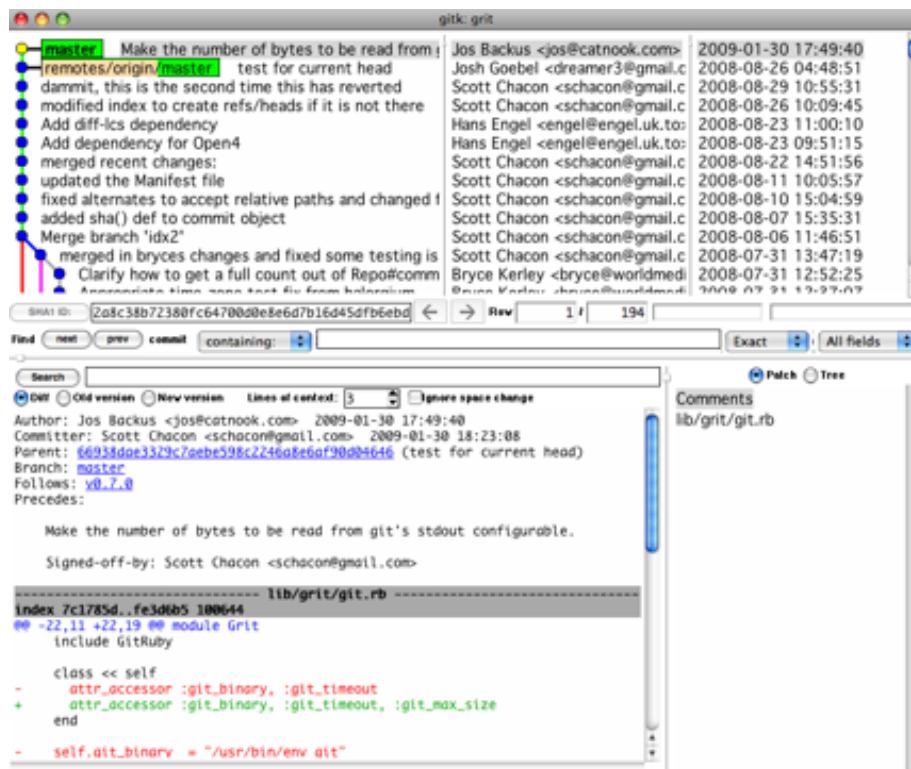 gitk: grit
master Make the number of bytes to be read from Jos Backus <jos@catnook.com> 2009-01-30 17:49:40
remotes/origin/master test for current head Josh Goebel <dreamer3@gmail.c 2008-08-26 04:48:51
dammit, this is the second time this has reverted Scott Chacon <schacon@gmail.c 2008-08-29 10:55:31
modified index to create refs/heads if it is not there Scott Chacon <schacon@gmail.c 2008-08-26 10:09:45
Add diff-lcs dependency Hans Engel <engel@engel.uk.to> 2008-08-23 11:00:10
Add dependency for Open4 Hans Engel <engel@engel.uk.to> 2008-08-23 09:51:15
merged recent changes: Scott Chacon <schacon@gmail.c 2008-08-22 14:51:56
updated the Manifest file Scott Chacon <schacon@gmail.c 2008-08-11 10:05:57
fixed alternates to accept relative paths and changed f Scott Chacon <schacon@gmail.c 2008-08-10 15:04:59
added sha() def to commit object Scott Chacon <schacon@gmail.c 2008-08-07 15:35:31
Merge branch "idx2" Scott Chacon <schacon@gmail.c 2008-08-06 11:46:51
merged in bryces changes and fixed some testing is Scott Chacon <schacon@gmail.c 2008-07-31 13:47:19
Clarify how to get a full count out of Repo#comm Bryce Kerley <bryce@worldmedi 2008-07-31 12:52:25
Appropriate time-zone test fix from halorgium Bryce Kerley <bryce@worldmedi 2008-07-31 12:37:07
SHA1 ID: 2a8c38b72380fc64700d0e8e6d7b16d45dfb6ebd Row 1 / 194
Find next prev commit containing: Exact All fields
Search Patch Tree
Diff Old version New version Lines of context: 3 Ignore space change Comments
Author: Jos Backus <jos@catnook.com> 2009-01-30 17:49:40 lib/grit/git.rb
Committer: Scott Chacon <schacon@gmail.com> 2009-01-30 18:23:08
Parent: 66938dae3329c7aebe598c2246a8e6af90d04646 (test for current head)
Branch: master
Follows: v0.7.0
Precedes:
Make the number of bytes to be read from git's stdout configurable.
Signed-off-by: Scott Chacon <schacon@gmail.com>
------------------------------ lib/grit/git.rb ------------------------------
index 7c1785d..fe3d6b5 100644
@@ -22,11 +22,19 @@ module Grit
include GitRuby
class << self
- attr_accessor :git_binary, :git_timeout
+ attr_accessor :git_binary, :git_timeout, :git_max_size
end
- self.git_binary = "/usr/bin/env git"